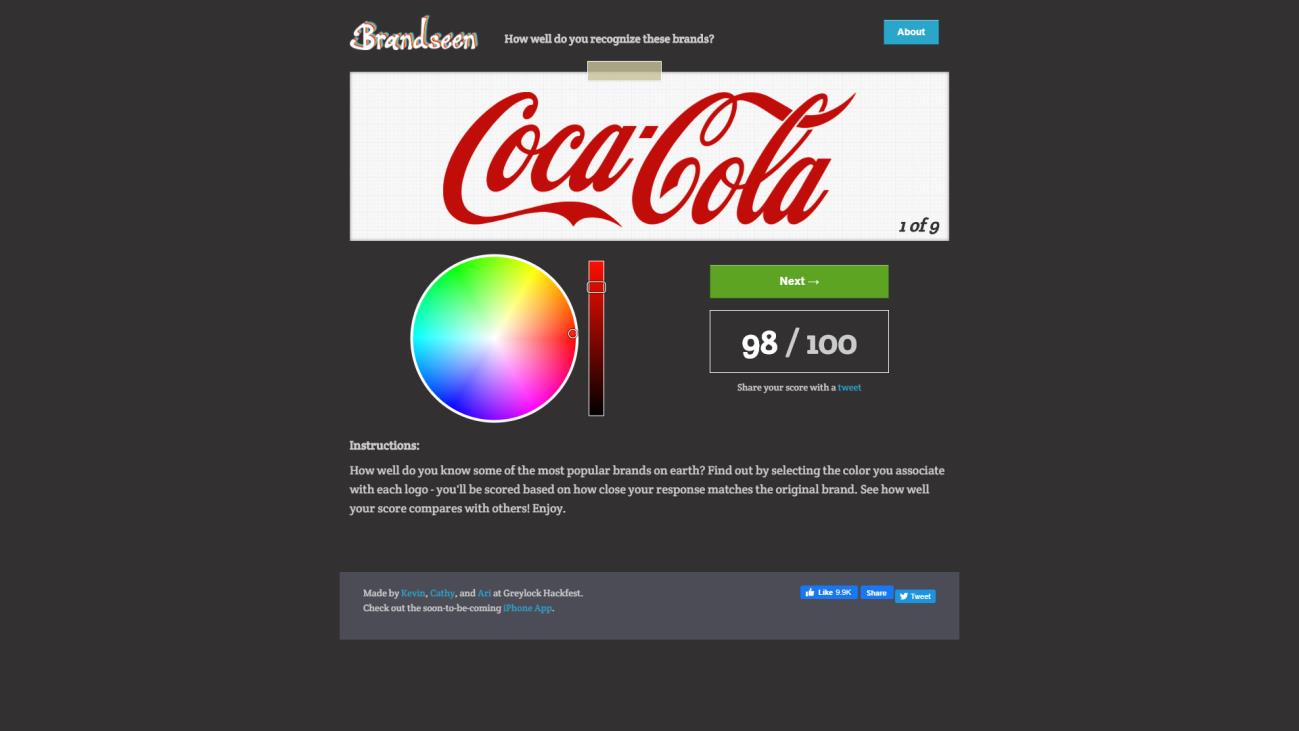 Brandseen
How well do you recognize these brands?
About
Coca-Cola
1 of 9
Next →
98 / 100
Share your score with a tweet
Instructions:
How well do you know some of the most popular brands on earth? Find out by selecting the color you associate
with each logo - you'll be scored based on how close your response matches the original brand. See how well
your score compares with others! Enjoy.
Made by Kevin, Cathy, and Ari at Greylock Hackfest.
Check out the soon-to-be-coming iPhone App.
Like 9.9K
Share
Tweet